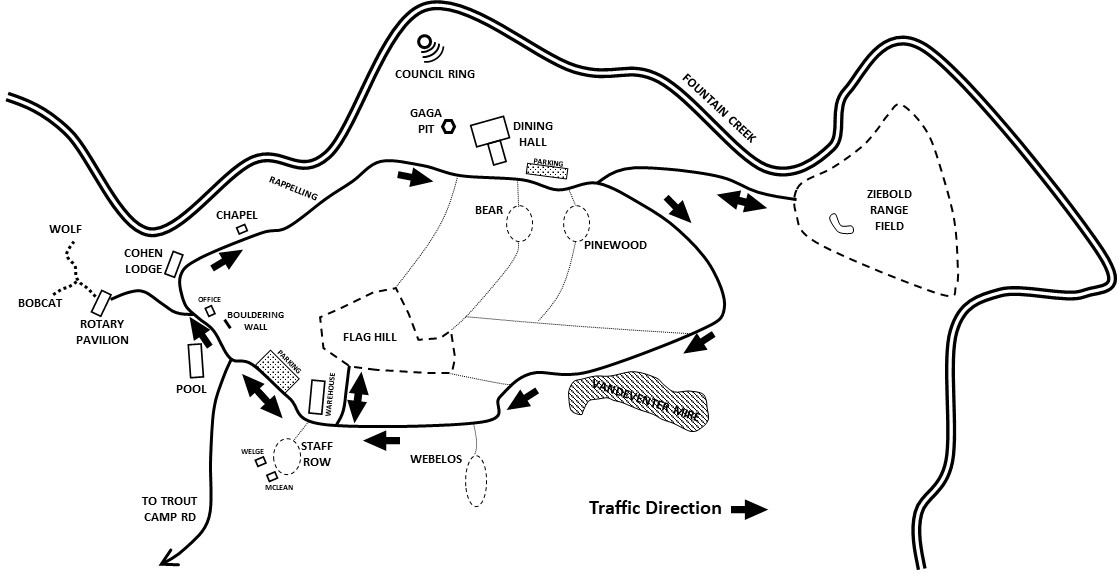 COUNCIL RING
GAGA
PIT
DINING
HALL
PARKING
FOUNTAIN CREEK
RAPPELLING
ZIEBOLD
RANGE
FIELD
BEAR
PINEWOOD
CHAPEL
WOLF
COHEN
LODGE
BOBCAT
ROTARY
PAVILION
OFFICE
BOULDERING
WALL
FLAG HILL
POOL
PARKING
WAREHOUSE
VANDEVENTER MIRE
STAFF
ROW
WELGE
MCLEAN
WEBELOS
TO TROUT
CAMP RD
Traffic Direction